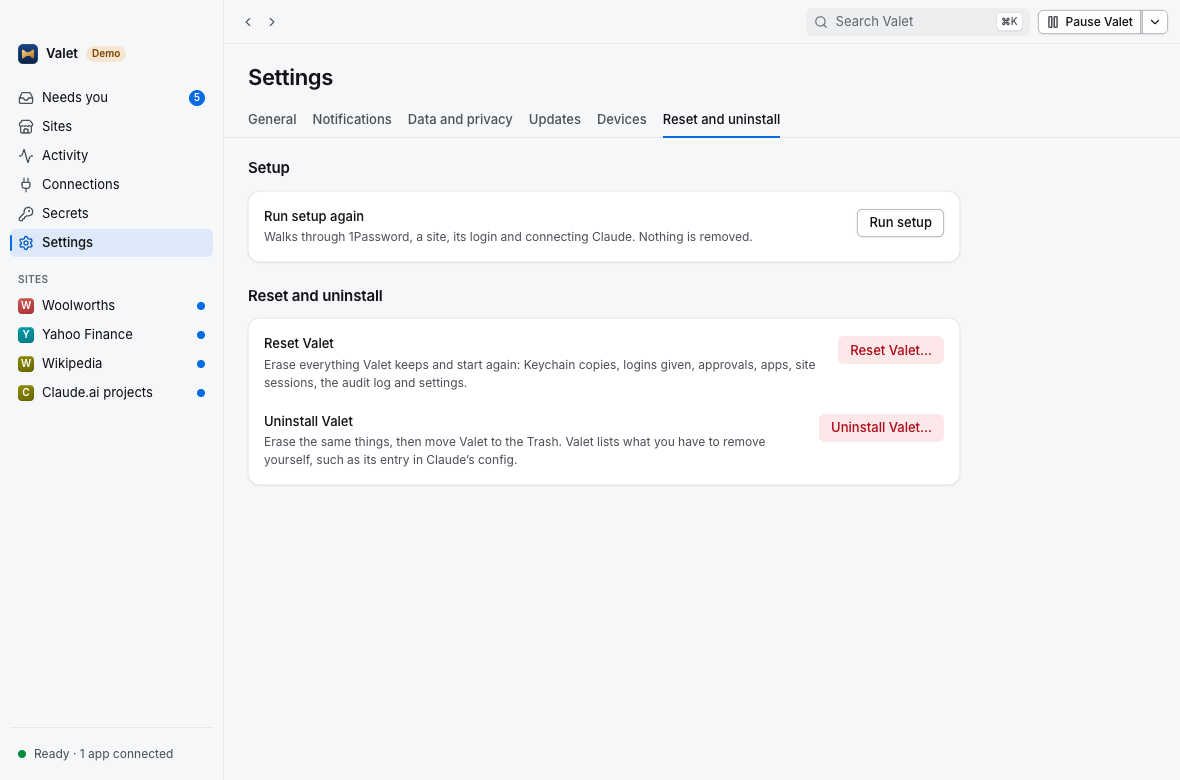 Search Valet
⌘K
Pause Valet
Valet
Demo
Needs you
5
Sites
Activity
Connections
Secrets
Settings
SITES
W
Woolworths
Y
Yahoo Finance
W
Wikipedia
C
Claude.ai projects
Ready · 1 app connected
Settings
General
Notifications
Data and privacy
Updates
Devices
Reset and uninstall
Setup
Run setup again
Walks through 1Password, a site, its login and connecting Claude. Nothing is removed.
Run setup
Reset and uninstall
Reset Valet
Erase everything Valet keeps and start again: Keychain copies, logins given, approvals, apps, site
sessions, the audit log and settings.
Reset Valet…
Uninstall Valet
Erase the same things, then move Valet to the Trash. Valet lists what you have to remove
yourself, such as its entry in Claude’s config.
Uninstall Valet…